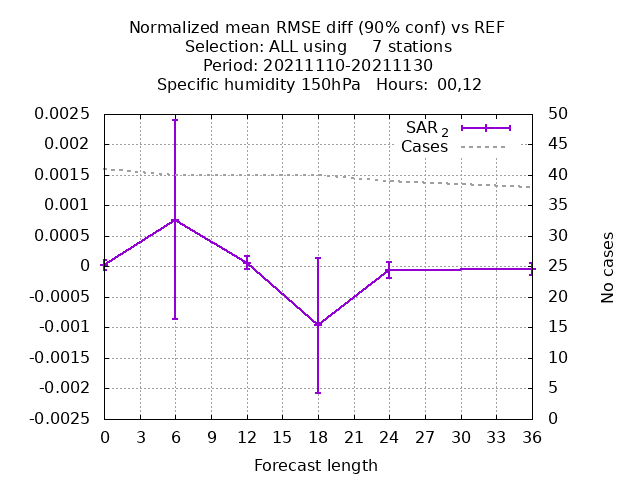 Normalized mean RMSE diff (90% conf) vs REF
Selection: ALL using 7 stations
Period: 20211110-20211130
Specific humidity 150hPa Hours: 00,12
0.0025
0.002
0.0015
0.001
0.0005
0
-0.0005
-0.001
-0.0015
-0.002
-0.0025
SAR 2
Cases
50
45
40
35
30
25
20
15
10
5
0
No cases
0 3 6 9 12 15 18 21 24 27 30 33 36
Forecast length